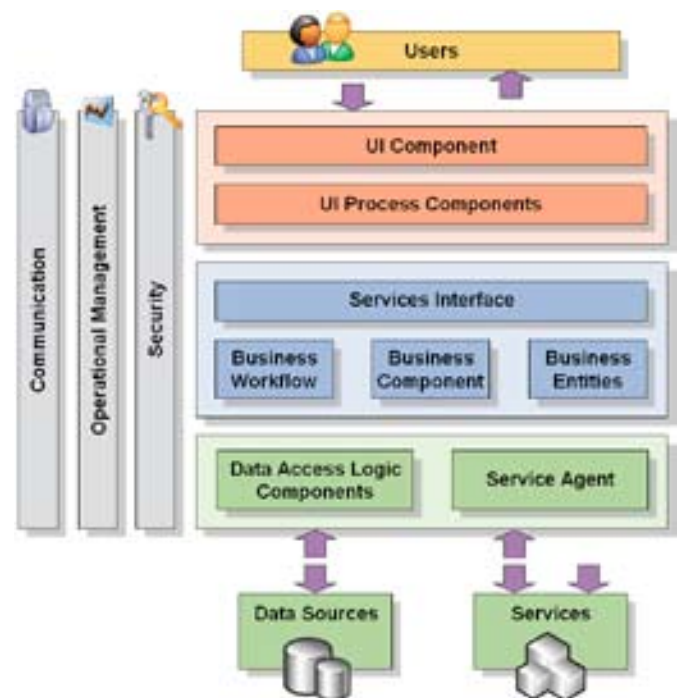 Users
Communication
Operational Management
Security
UI Component
UI Process Components
Services Interface
Business
Workflow
Business
Component
Business
Entities
Data Access Logic
Components
Service Agent
Data Sources
Services